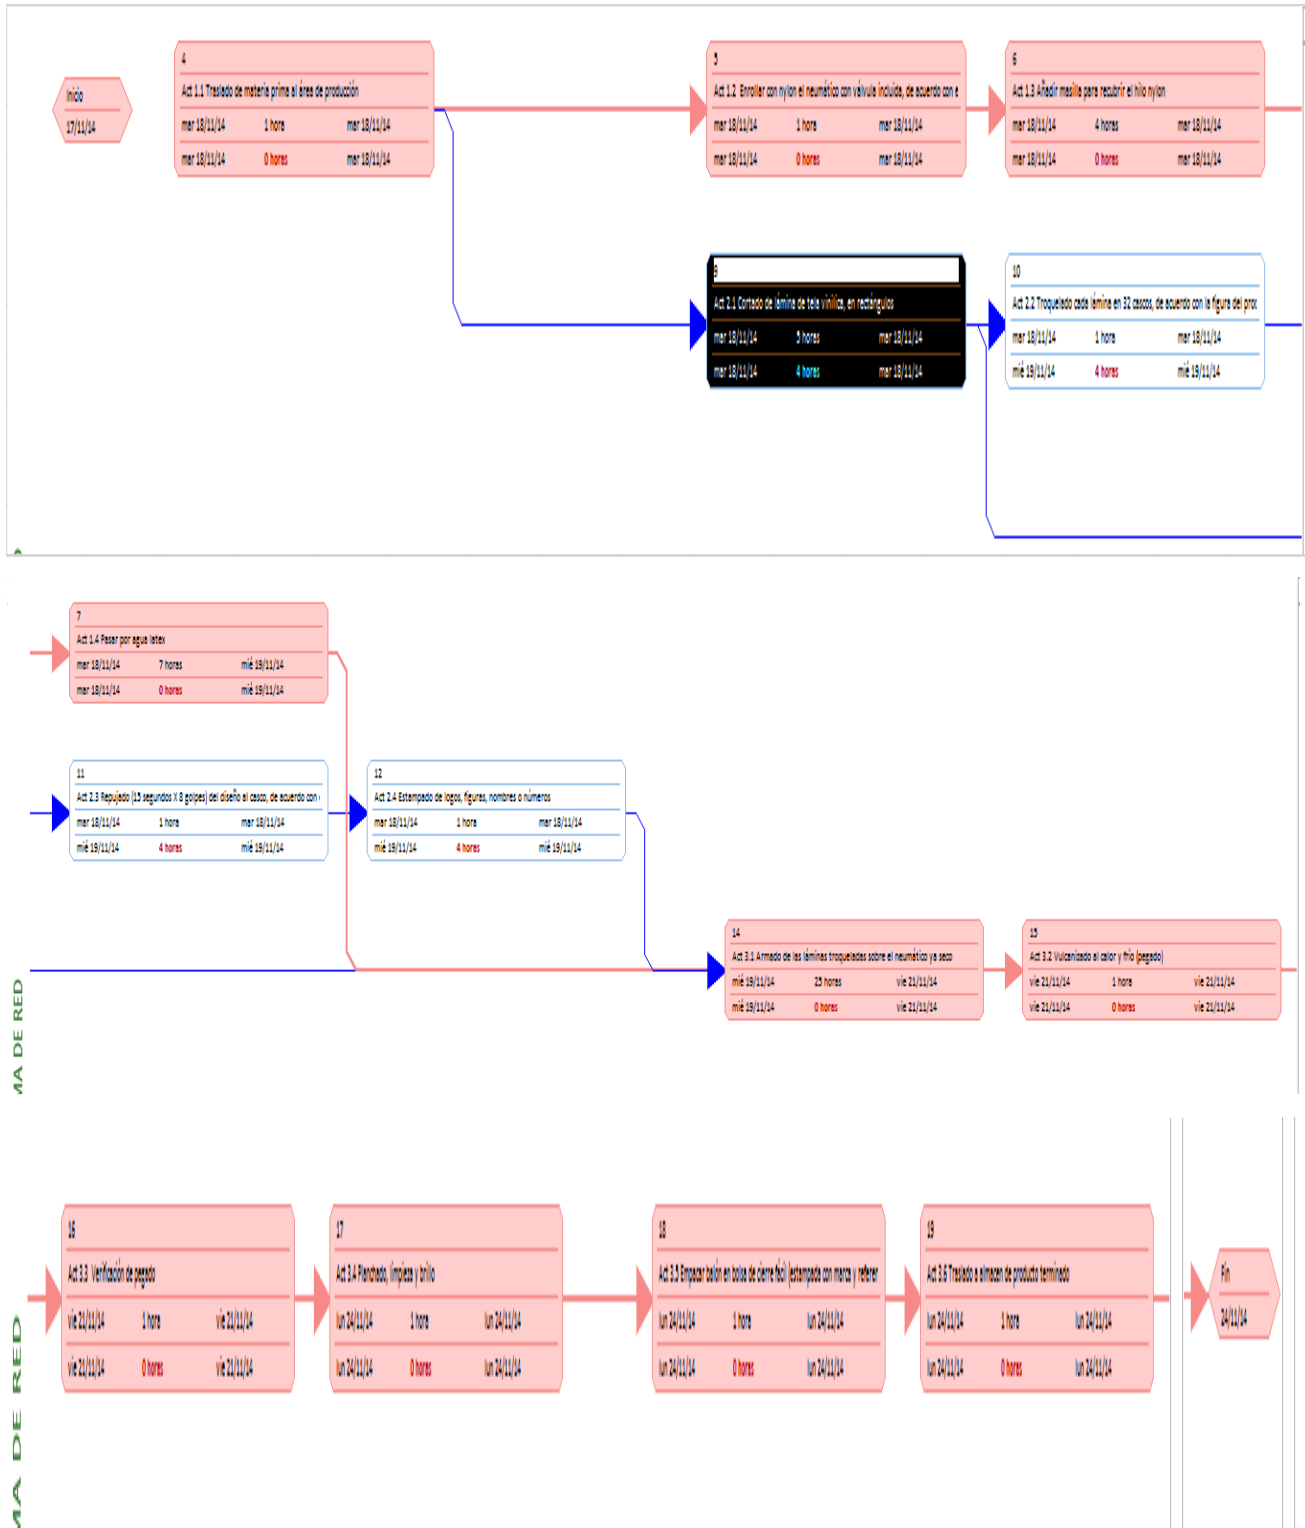 Inicio
17/11/14
4
Act 1.1 Traslado de materia prima al área de producción
mar 18/11/14 1 hora mar 18/11/14
mar 18/11/14 0 horas mar 18/11/14
5
Act 1.2 Enrollar con nylon el neumático con válvula incluida, de acuerdo con e
mar 18/11/14 1 hora mar 18/11/14
mar 18/11/14 0 horas mar 18/11/14
6
Act 1.3 Añadir masilla para recubrir el hilo nylon
mar 18/11/14 4 horas mar 18/11/14
mar 18/11/14 0 horas mar 18/11/14
9
Act 2.1 Cortado de lámina de tela vinílica, en rectángulos
mar 18/11/14 5 horas mar 18/11/14
mar 18/11/14 4 horas mar 18/11/14
10
Act 2.2 Troquelado cada lámina en 32 cascos, de acuerdo con la figura del proc
mar 18/11/14 1 hora mar 18/11/14
mié 19/11/14 4 horas mié 19/11/14
7
Act 1.4 Pasar por agua latex
mar 18/11/14 7 horas mié 19/11/14
mar 18/11/14 0 horas mié 19/11/14
11
Act 2.3 Repujado (15 segundos X 8 golpes) del diseño al casco, de acuerdo con
mar 18/11/14 1 hora mar 18/11/14
mié 19/11/14 4 horas mié 19/11/14
12
Act 2.4 Estampado de logos, figuras, nombres o números
mar 18/11/14 1 hora mar 18/11/14
mié 19/11/14 4 horas mié 19/11/14
14
Act 3.1 Armado de las láminas troqueladas sobre el neumático ya seco
mié 19/11/14 25 horas vie 21/11/14
mié 19/11/14 0 horas vie 21/11/14
15
Act 3.2 Vulcanizado al calor y frío (pegado)
vie 21/11/14 1 hora vie 21/11/14
vie 21/11/14 0 horas vie 21/11/14
MA DE RED
16
Act 3.3 Verificación de pegado
vie 21/11/14 1 hora vie 21/11/14
vie 21/11/14 0 horas vie 21/11/14
17
Act 3.4 Planchado, limpieza y brillo
lun 24/11/14 1 hora lun 24/11/14
lun 24/11/14 0 horas lun 24/11/14
18
Act 3.5 Empacar balón en bolsa de cierre fácil (estampada con marca y referen
lun 24/11/14 1 hora lun 24/11/14
lun 24/11/14 0 horas lun 24/11/14
19
Act 3.6 Traslado a almacen de producto terminado
lun 24/11/14 1 hora lun 24/11/14
lun 24/11/14 0 horas lun 24/11/14
Fin
24/11/14
MA DE RED